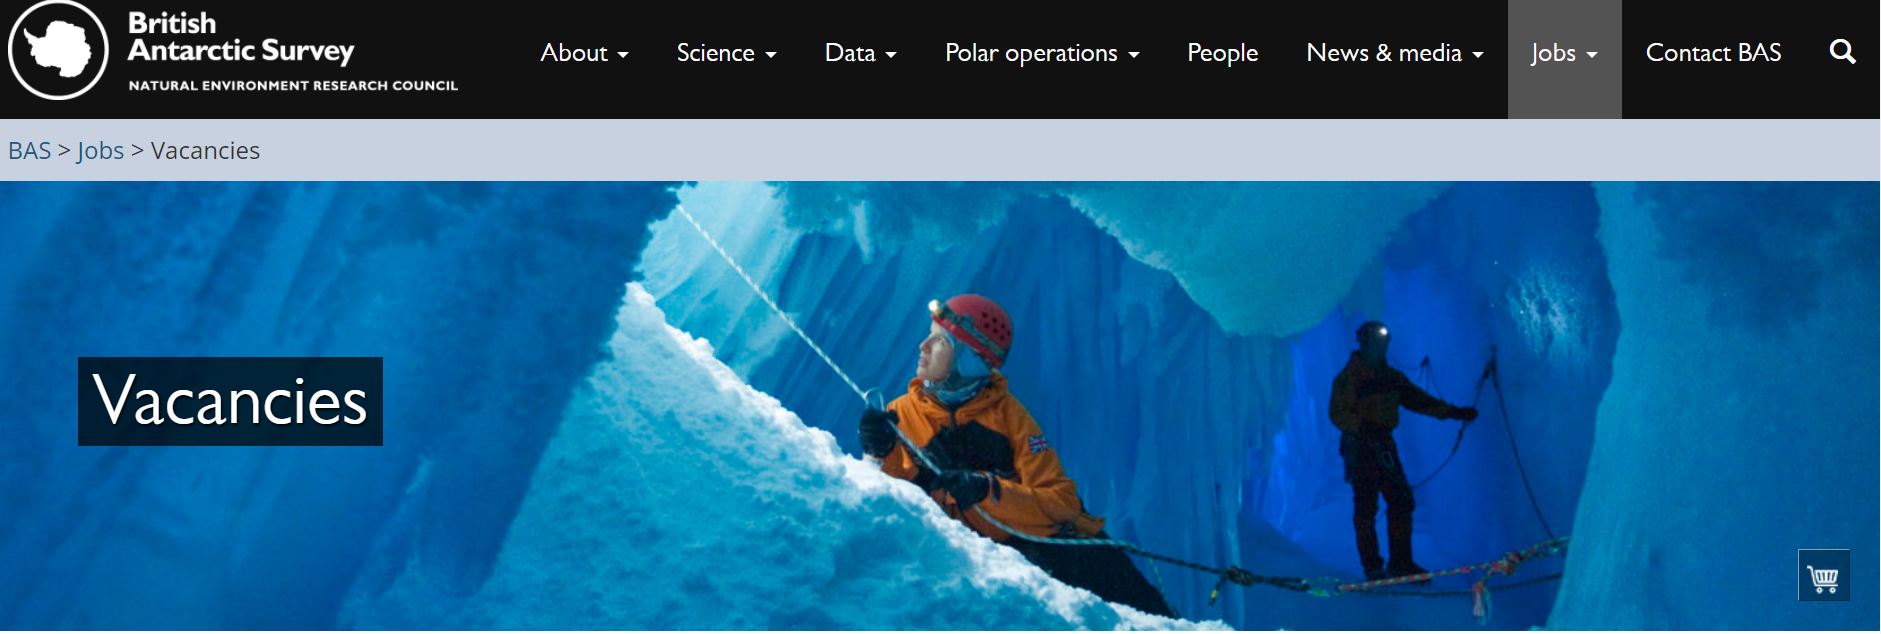 British
Antarctic Survey
NATURAL ENVIRONMENT RESEARCH COUNCIL
About Science Data Polar operations People News & media Jobs Contact BAS
BAS > Jobs > Vacancies
Vacancies